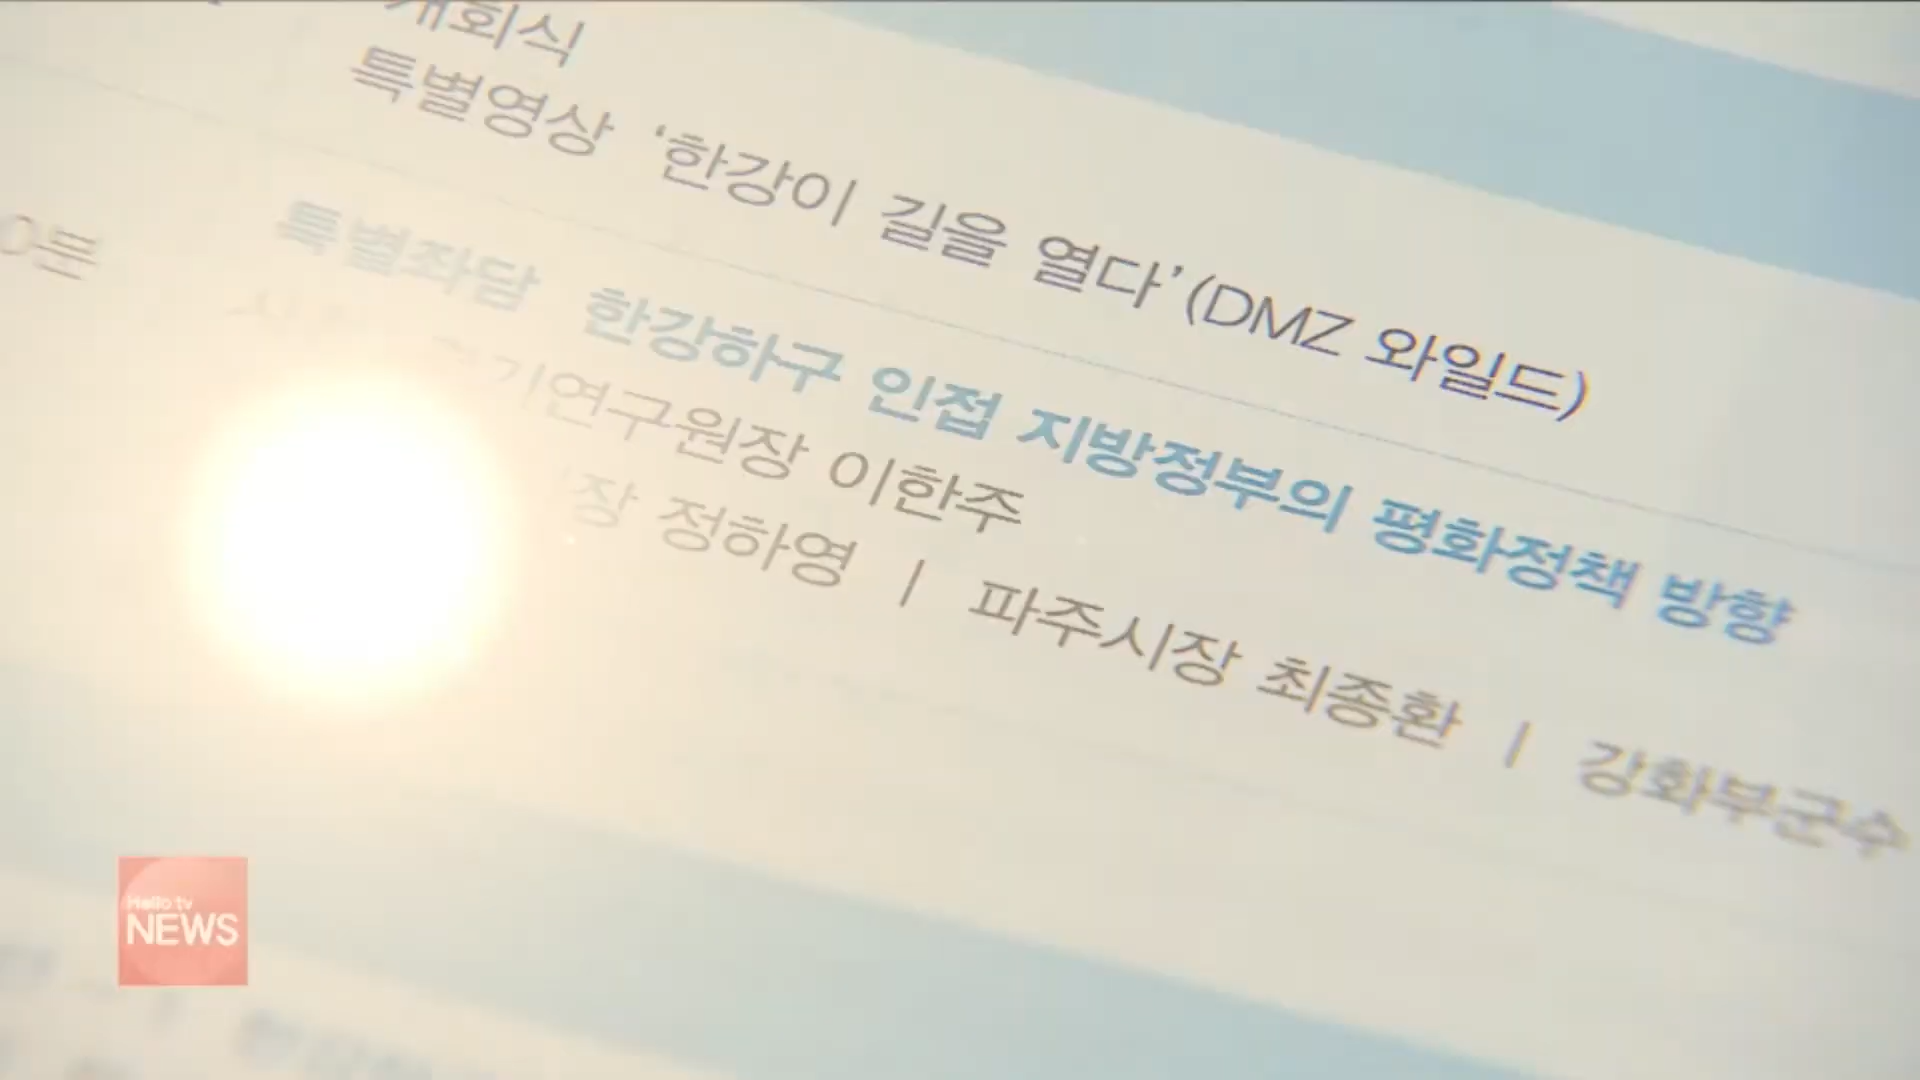 개회식
특별영상 ‘한강이 길을 열다’(DMZ 와일드)
0분
특별좌담 한강하구 인접 지방정부의 평화정책 방향
기연구원장 이한주
장 정하영 | 파주시장 최종환 | 강화부군수
Hello tv
NEWS